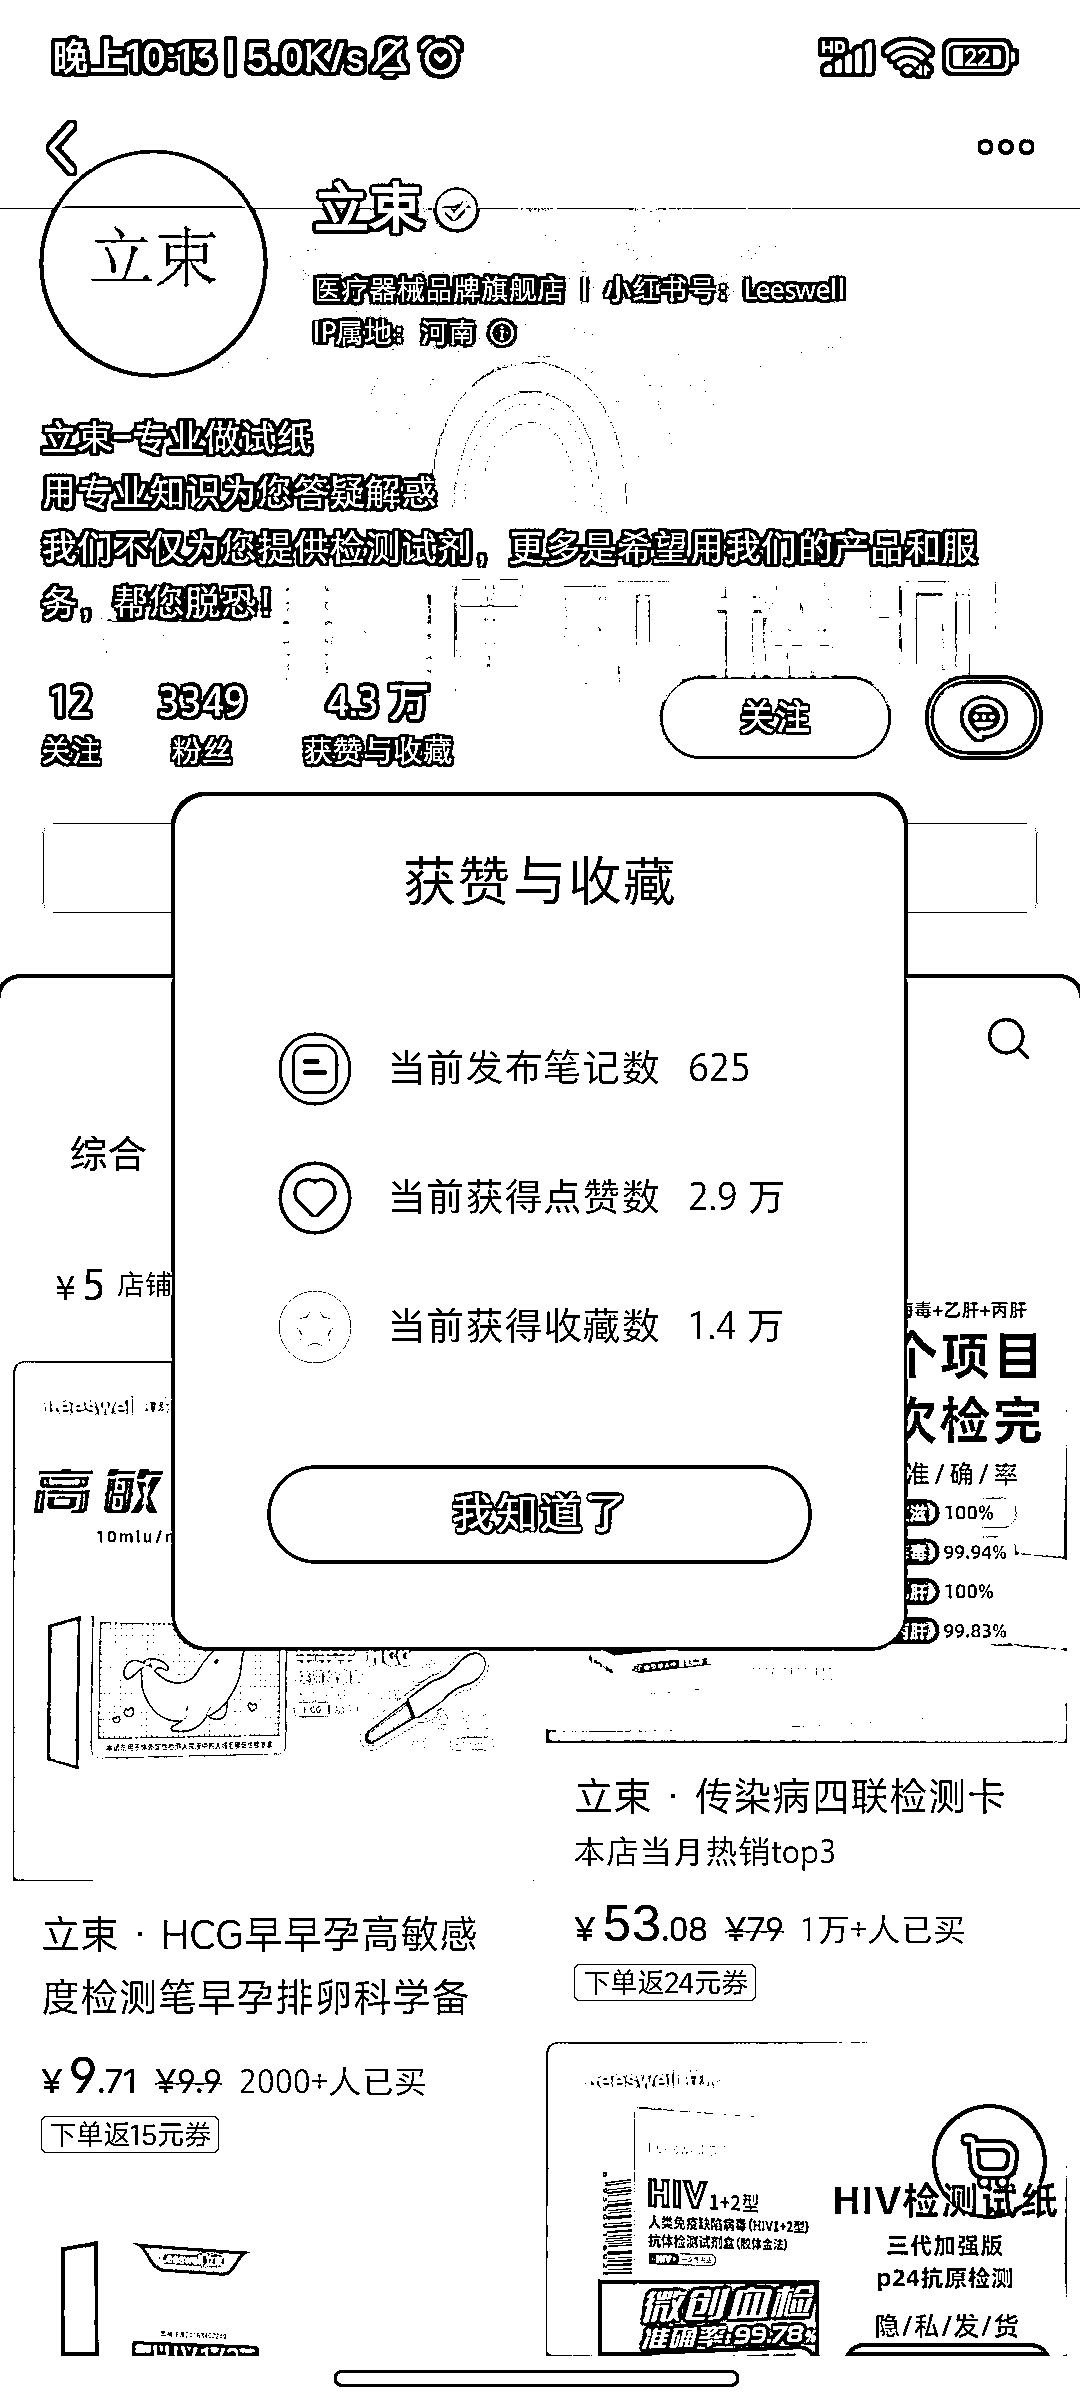 晚上10:13 | 5.0K/s
HD
22
立束
立束
医疗器械品牌旗舰店 | 小红书号：Leeswell
IP属地：河南
立束-专业做试纸
用专业知识为您答疑解惑
我们不仅为您提供检测试剂，更多是希望用我们的产品和服
务，帮您脱恐！
12 3349 4.3 万
关注 粉丝 获赞与收藏
关注
获赞与收藏
当前发布笔记数 625
当前获得点赞数 2.9 万
当前获得收藏数 1.4 万
我知道了
综合
¥5 店铺
毒+乙肝+丙肝
个项目
次检完
准/确/率
100%
99.94%
100%
99.83%
Leeswell
高敏
10mlu/
立束 · 传染病四联检测卡
本店当月热销top3
¥53.08 ¥79 1万+人已买
下单返24元券
立束 · HCG早早孕高敏感
度检测笔早孕排卵科学备
¥9.71 ¥9.9 2000+人已买
下单返15元券
Leeswell
HIV 1+2型
人类免疫缺陷病毒(HIV1+2型)
抗体检测试剂盒(胶体金法)
微创血检
准确率:99.78%
HIV检测试纸
三代加强版
p24抗原检测
隐/私/发/货